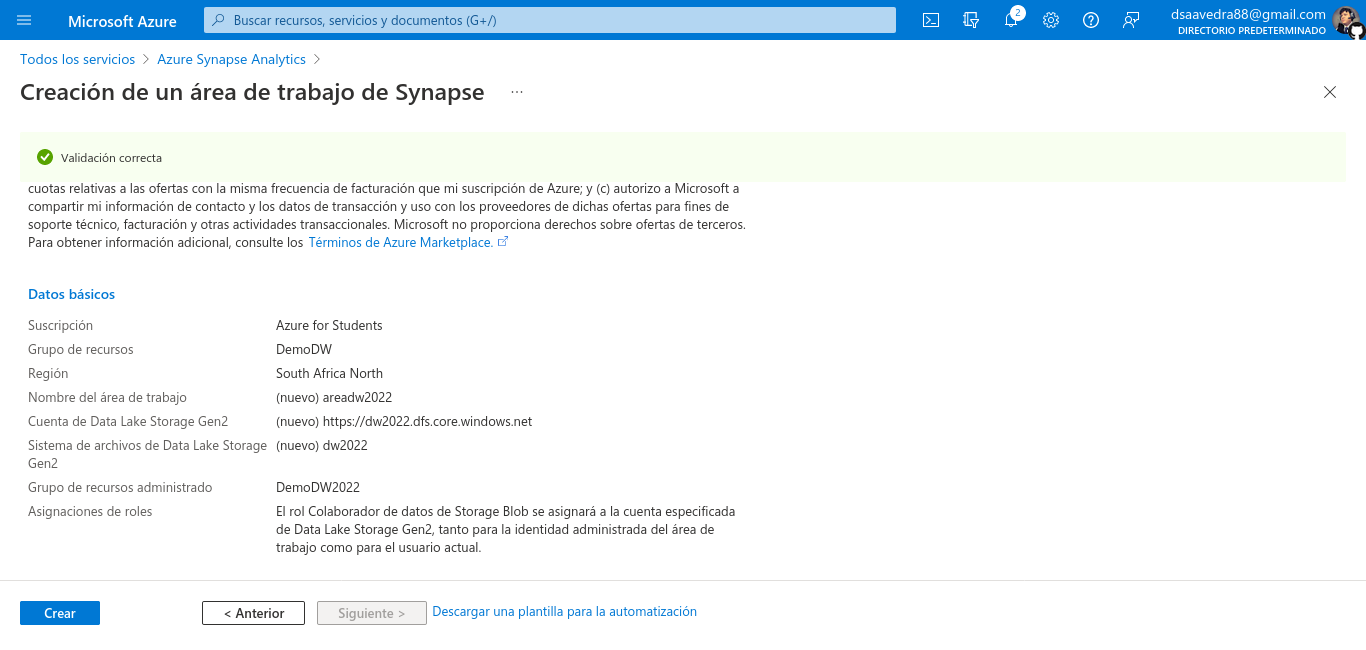 Microsoft Azure
Buscar recursos, servicios y documentos (G+/)
2
dsaavedra88@gmail.com
DIRECTORIO PREDETERMINADO
Todos los servicios > Azure Synapse Analytics >
Creación de un área de trabajo de Synapse ...
Validación correcta
cuotas relativas a las ofertas con la misma frecuencia de facturación que mi suscripción de Azure; y (c) autorizo a Microsoft a
compartir mi información de contacto y los datos de transacción y uso con los proveedores de dichas ofertas para fines de
soporte técnico, facturación y otras actividades transaccionales. Microsoft no proporciona derechos sobre ofertas de terceros.
Para obtener información adicional, consulte los Términos de Azure Marketplace.
Datos básicos
Suscripción Azure for Students
Grupo de recursos DemoDW
Región South Africa North
Nombre del área de trabajo (nuevo) areadw2022
Cuenta de Data Lake Storage Gen2 (nuevo) https://dw2022.dfs.core.windows.net
Sistema de archivos de Data Lake Storage (nuevo) dw2022
Gen2
Grupo de recursos administrado DemoDW2022
Asignaciones de roles El rol Colaborador de datos de Storage Blob se asignará a la cuenta especificada
de Data Lake Storage Gen2, tanto para la identidad administrada del área de
trabajo como para el usuario actual.
Crear < Anterior Siguiente > Descargar una plantilla para la automatización